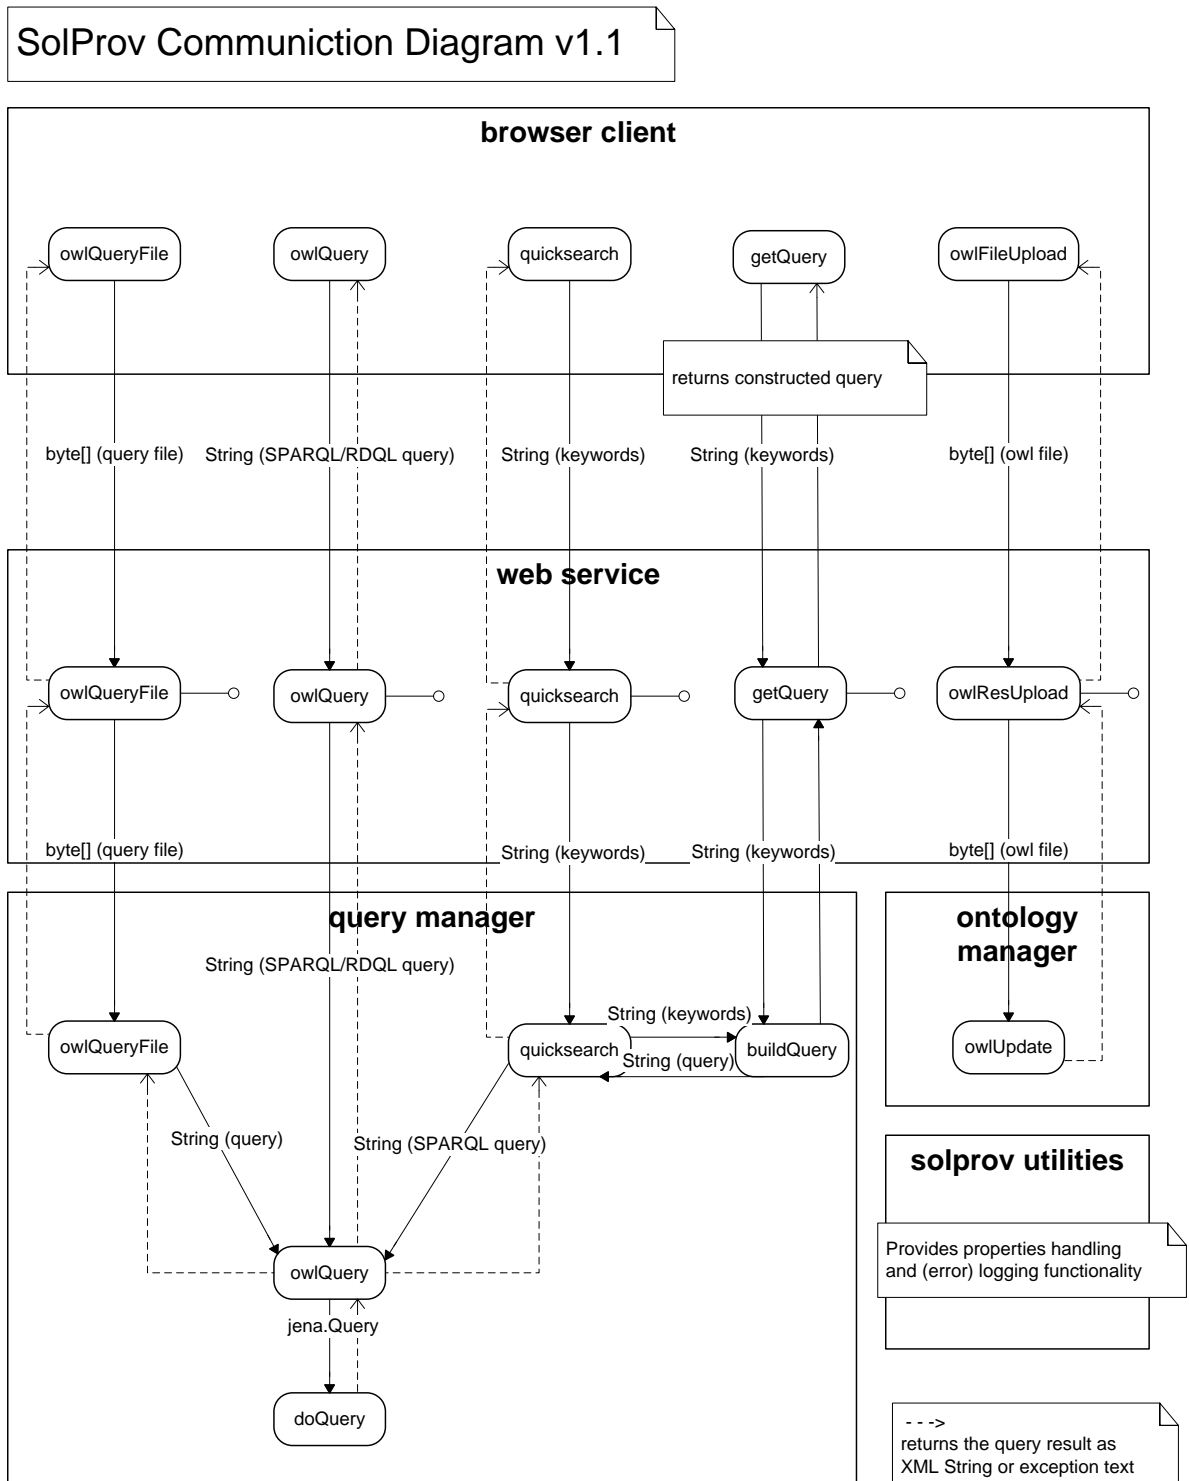 SolProv Communiction Diagram v1.1
browser client
owlQueryFile
owlQuery
quicksearch
getQuery
owlFileUpload
returns constructed query
byte[] (query file)
String (SPARQL/RDQL query)
String (keywords)
String (keywords)
byte[] (owl file)
web service
owlQueryFile
owlQuery
quicksearch
getQuery
owlResUpload
byte[] (query file)
String (keywords)
String (keywords)
byte[] (owl file)
query manager
ontology
manager
String (SPARQL/RDQL query)
String (keywords)
owlQueryFile
quicksearch
String (query)
buildQuery
owlUpdate
String (query)
String (SPARQL query)
solprov utilities
Provides properties handling
and (error) logging functionality
owlQuery
jena.Query
doQuery
- - ->
returns the query result as
XML String or exception text